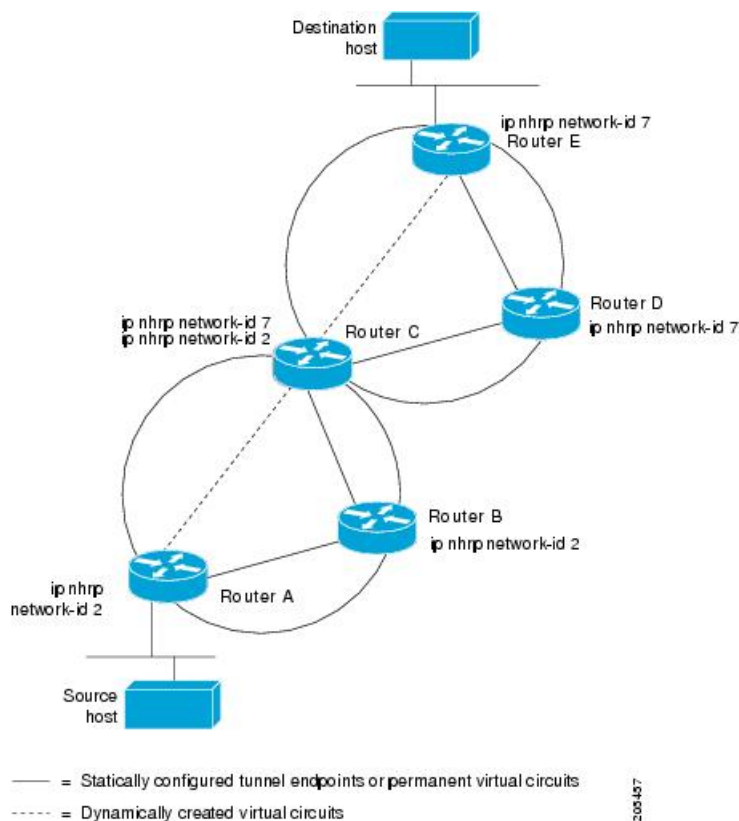 Destination
host
ip nhrp network-id 7
Router E
ip nhrp network-id 7
ip nhrp network-id 2
Router C
Router D
ip nhrp network-id 7
Router B
ip nhrp network-id 2
ip nhrp
network-id 2
Router A
Source
host
= Statically configured tunnel endpoints or permanent virtual circuits
= Dynamically created virtual circuits
205457